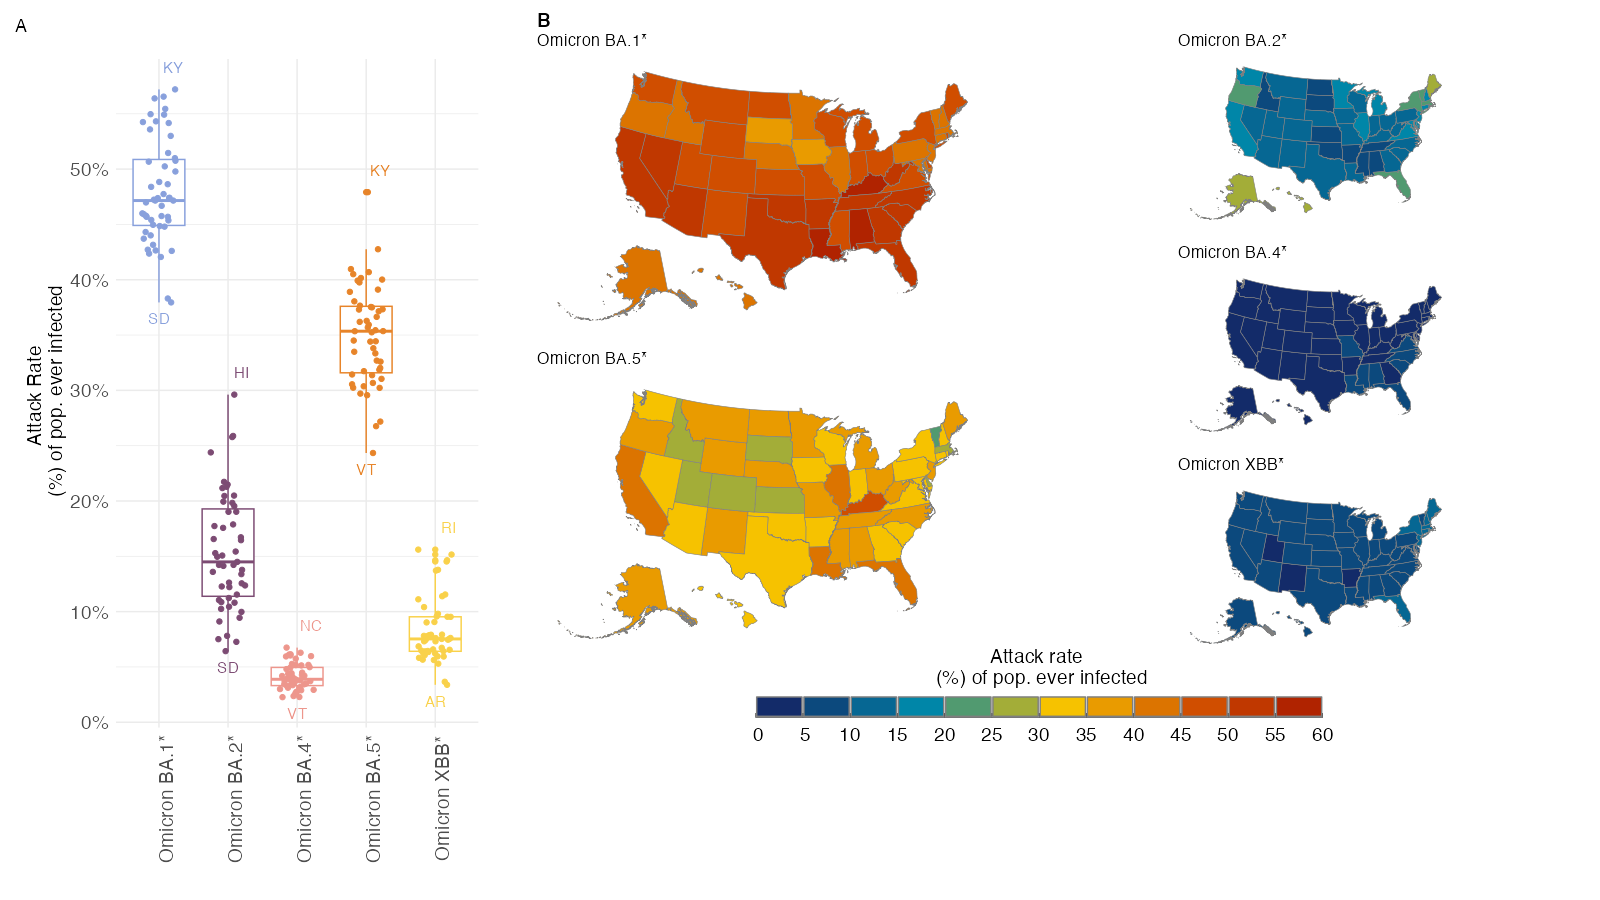 A
Attack Rate
(%) of pop. ever infected
50%
40%
30%
20%
10%
0%
KY
SD
HI
SD
NC
VT
KY
VT
RI
AR
Omicron BA.1*
Omicron BA.2*
Omicron BA.4*
Omicron BA.5*
Omicron XBB*
B
Omicron BA.1*
Omicron BA.5*
Omicron BA.2*
Omicron BA.4*
Omicron XBB*
Attack rate
(%) of pop. ever infected
0 5 10 15 20 25 30 35 40 45 50 55 60